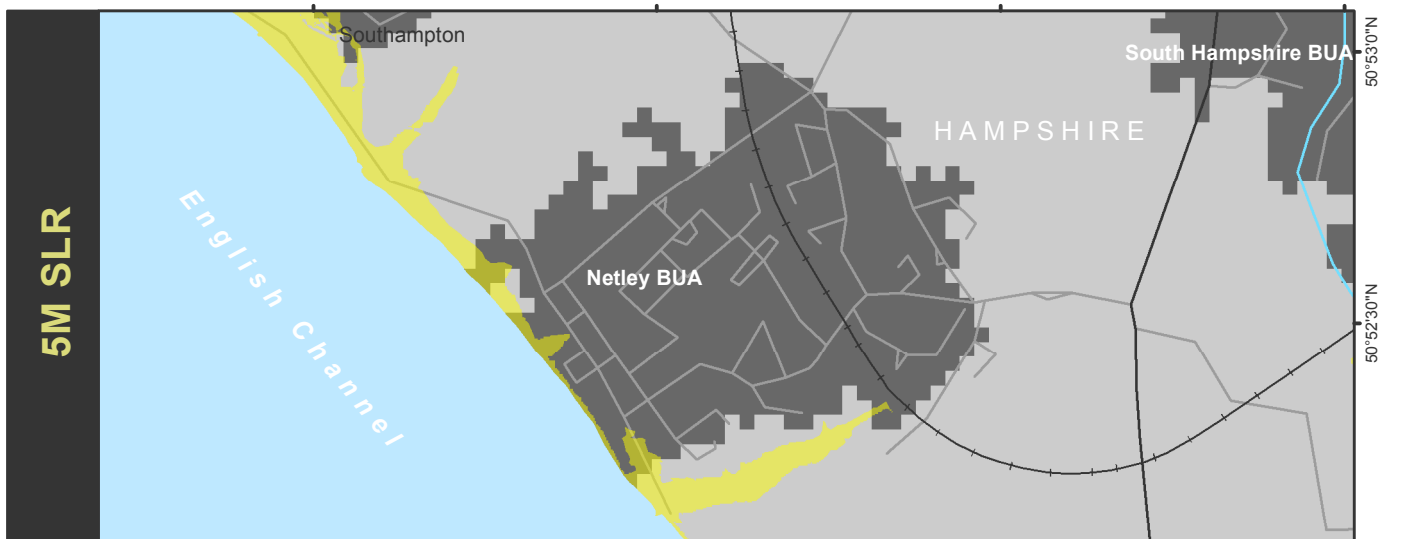 5M SLR
Southampton
South Hampshire BUA
50°53'0"N
HAMPSHIRE
English Channel
Netley BUA
50°52'30"N